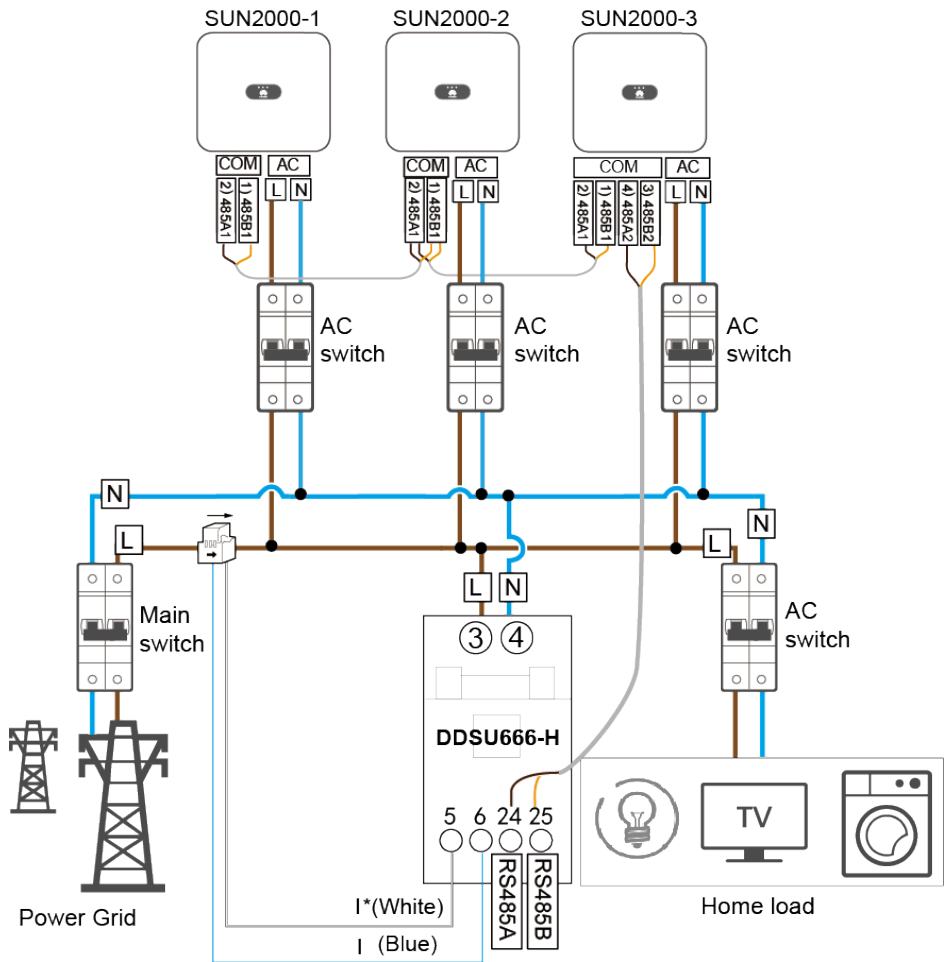 SUN2000-1
SUN2000-2
SUN2000-3
COM
AC
COM
AC
COM
AC
2) 485A1
1) 485B1
L
N
2) 485A1
1) 485B1
L
N
2) 485A1
1) 485B1
4) 485A2
3) 485B2
L
N
AC
switch
AC
switch
AC
switch
N
L
L
N
L
N
Main
switch
3
4
AC
switch
DDSU666-H
5
6
24
25
RS485A
RS485B
TV
Power Grid
I*(White)
I (Blue)
Home load